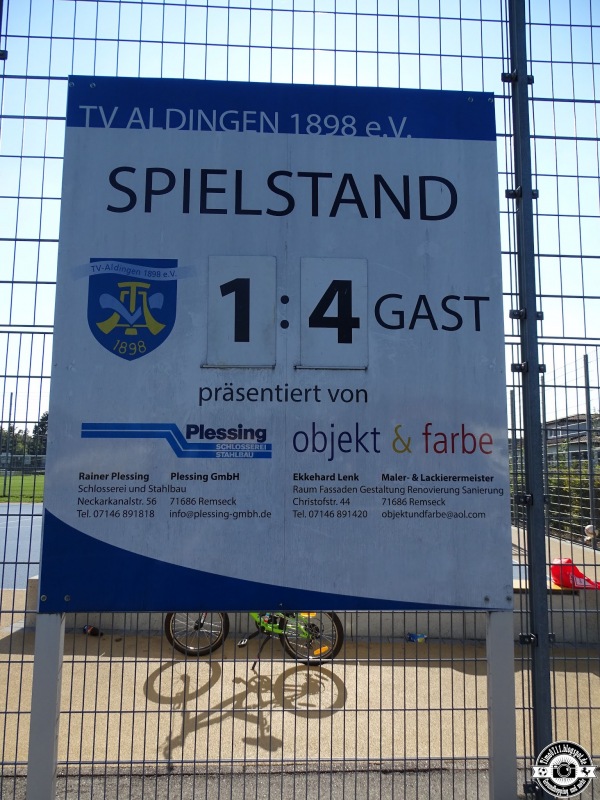 TV ALDINGEN 1898 e.V.
SPIELSTAND
TV-Aldingen 1898 e.V.
1898
1 : 4 GAST
präsentiert von
Plessing
SCHLOSSEREI
STAHLBAU
objekt & farbe
Rainer Plessing Plessing GmbH
Schlosserei und Stahlbau
Neckarkanalstr. 56 71686 Remseck
Tel. 07146 891818 info@plessing-gmbh.de
Ekkehard Lenk Maler- & Lackierermeister
Raum Fassaden Gestaltung Renovierung Sanierung
Christofstr. 44 71686 Remseck
Tel. 07146 891420 objektundfarbe@aol.com